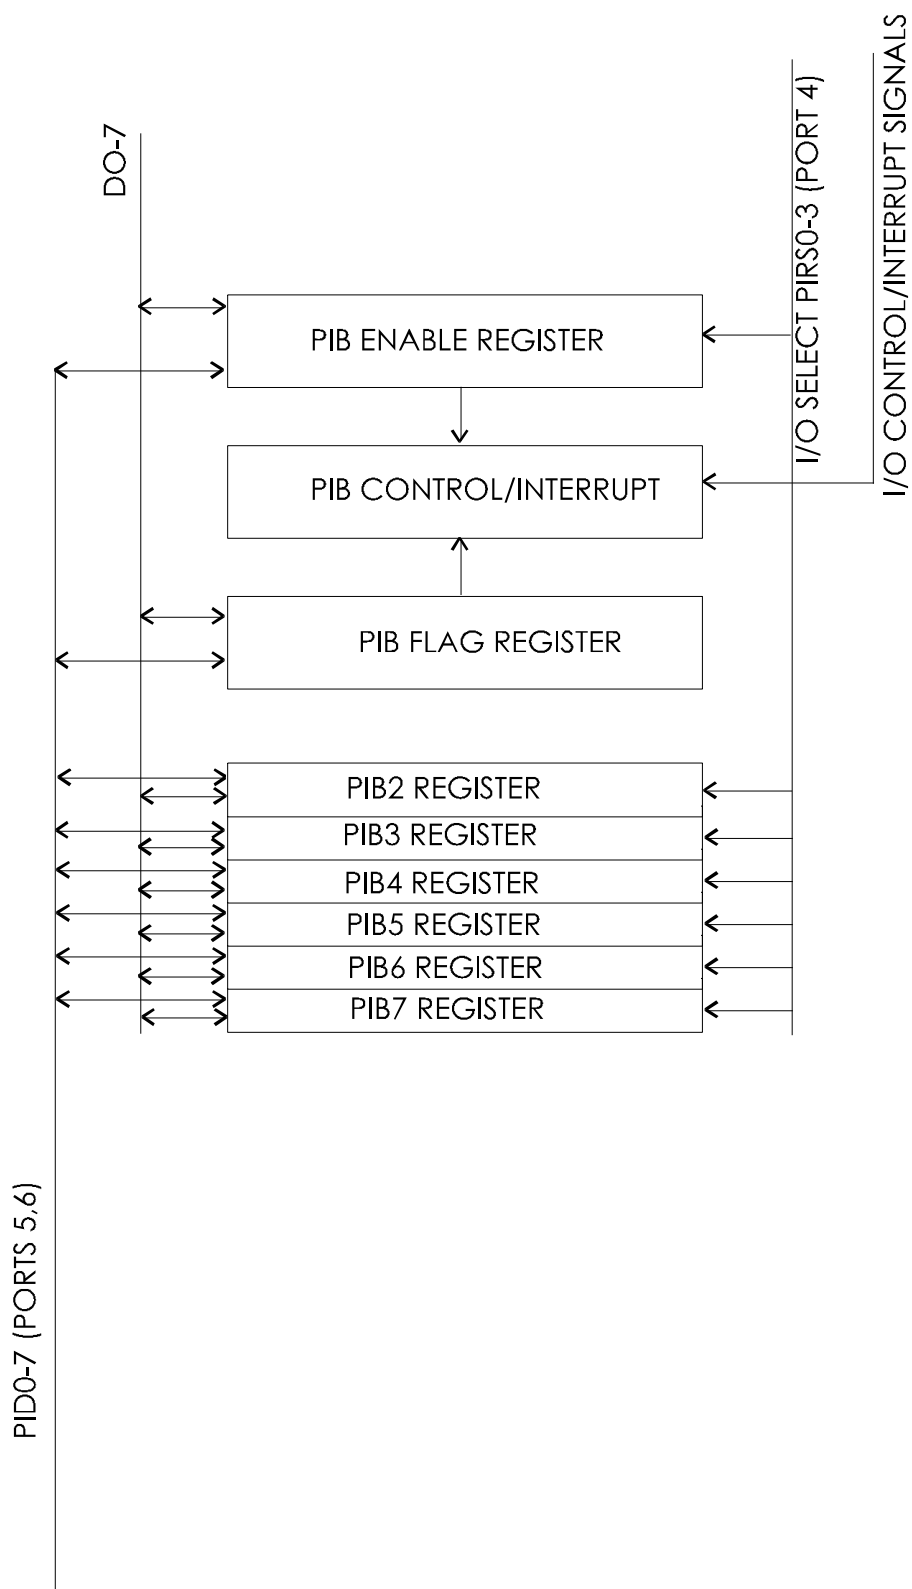 DO-7
I/O SELECT PIRS0-3 (PORT 4)
I/O CONTROL/INTERRUPT SIGNALS
PIB ENABLE REGISTER
PIB CONTROL/INTERRUPT
PIB FLAG REGISTER
PIB2 REGISTER
PIB3 REGISTER
PIB4 REGISTER
PIB5 REGISTER
PIB6 REGISTER
PIB7 REGISTER
PID0-7 (PORTS 5,6)